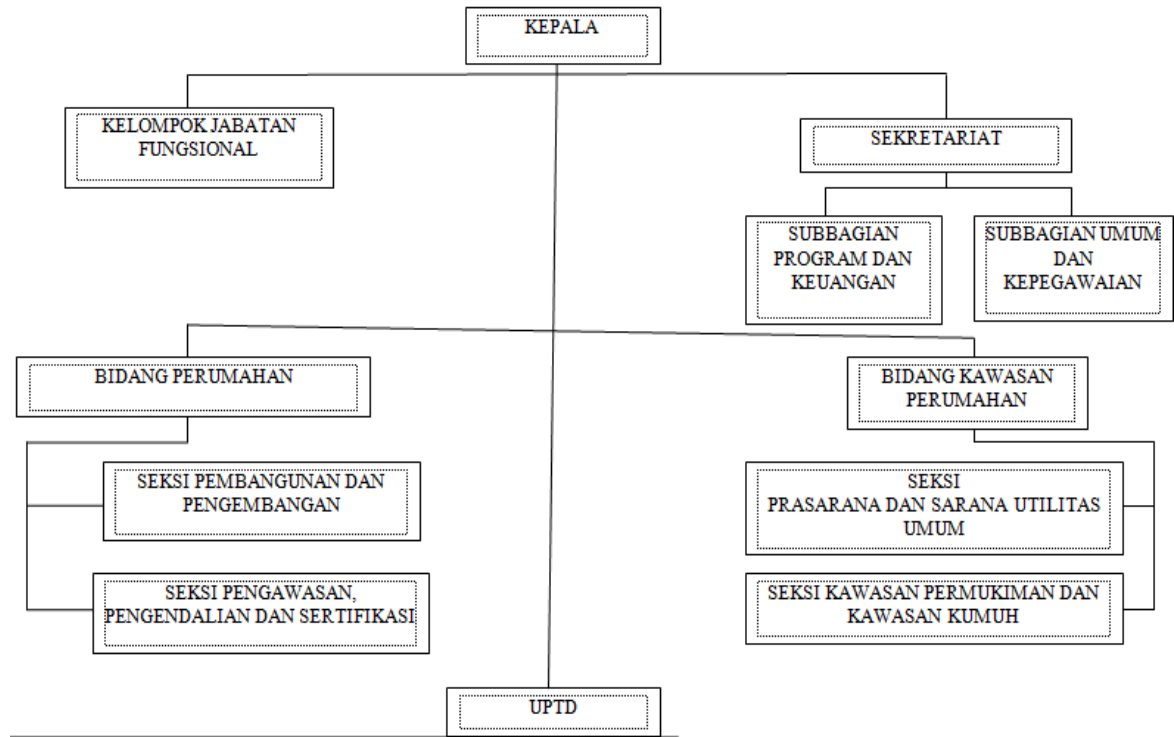 KEPALA
KELOMPOK JABATAN
FUNGSIONAL
SEKRETARIAT
SUBBAGIAN
PROGRAM DAN
KEUANGAN
SUBBAGIAN UMUM
DAN
KEPEGAWAIAN
BIDANG PERUMAHAN
BIDANG KAWASAN
PERUMAHAN
SEKSI PEMBANGUNAN DAN
PENGEMBANGAN
SEKSI
PRASARANA DAN SARANA UTILITAS
UMUM
SEKSI PENGAWASAN,
PENGENDALIAN DAN SERTIFIKASI
SEKSI KAWASAN PERMUKIMAN DAN
KAWASAN KUMUH
UPTD